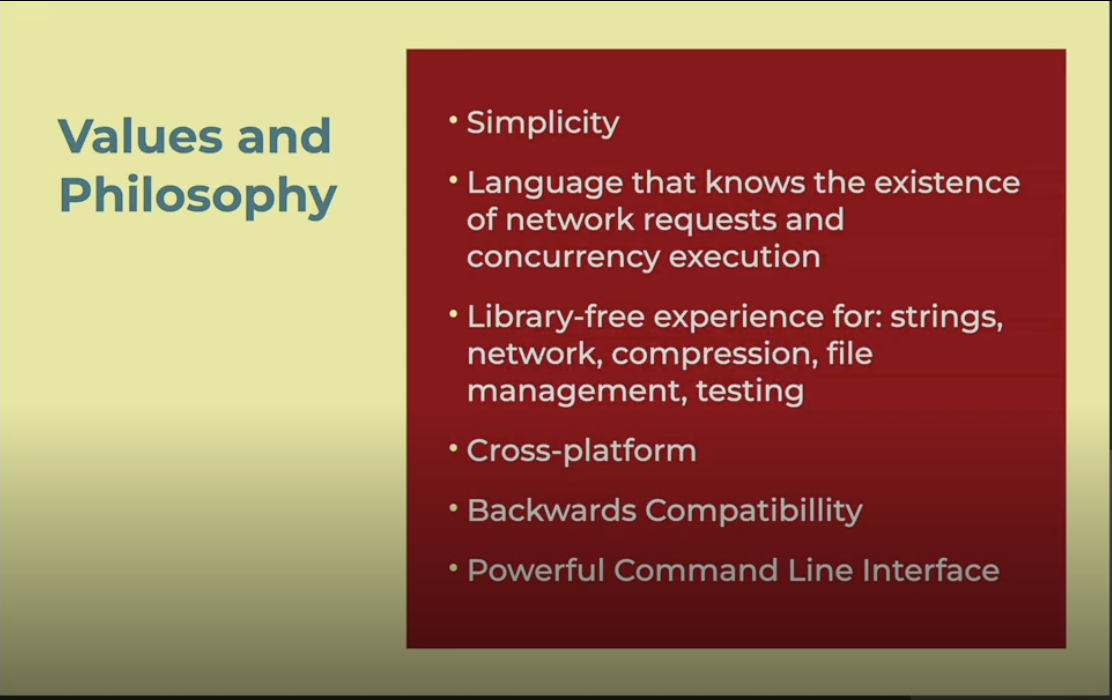 Values and
Philosophy
• Simplicity
• Language that knows the existence
of network requests and
concurrency execution
• Library-free experience for: strings,
network, compression, file
management, testing
• Cross-platform
• Backwards Compatibillity
• Powerful Command Line Interface